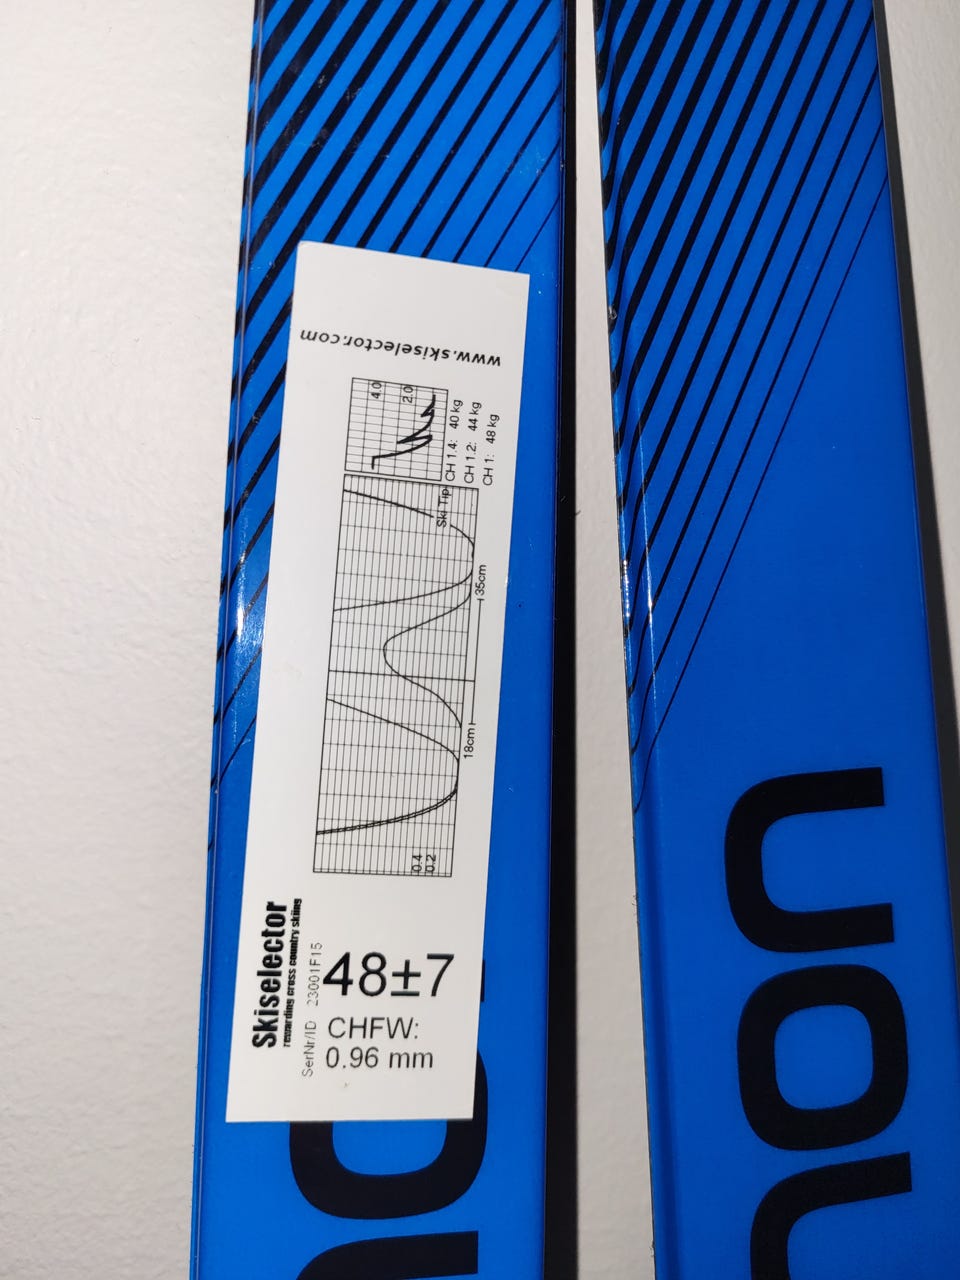 www.skiselector.com
4.0
2.0
CH 1.4: 40 kg
CH 1.2: 44 kg
CH 1: 48 kg
Ski Tip
35cm
18cm
0.4
0.2
Skiselector
rewarding cross country skiing
SerNr/ID 23001F15
48±7
CHFW:
0.96 mm